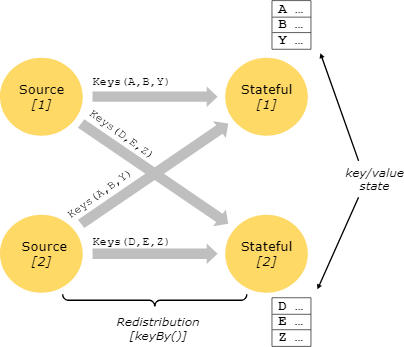 A ...
B ...
Y ...
Source
[1]
Keys(A,B,Y)
Stateful
[1]
Keys(D,E,Z)
key/value
state
Keys(A,B,Y)
Source
[2]
Keys(D,E,Z)
Stateful
[2]
D ...
E ...
Z ...
Redistribution
[keyBy()]